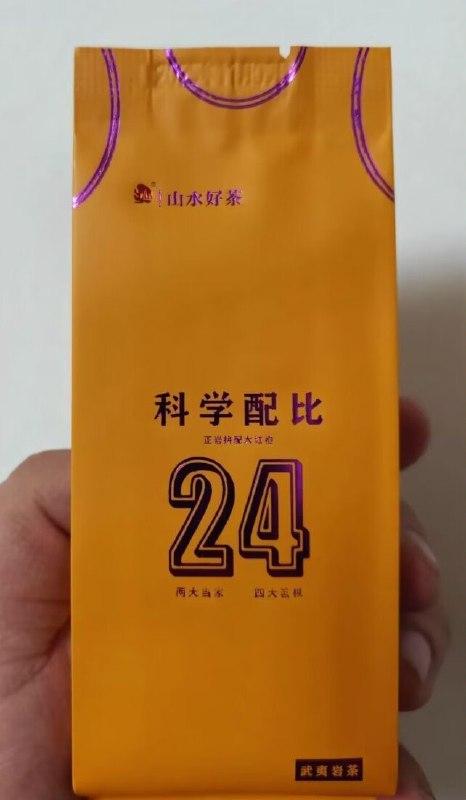 山水好茶
科学配比
正岩拼配大红袍
24
两大当家 四大名枞
武夷岩茶